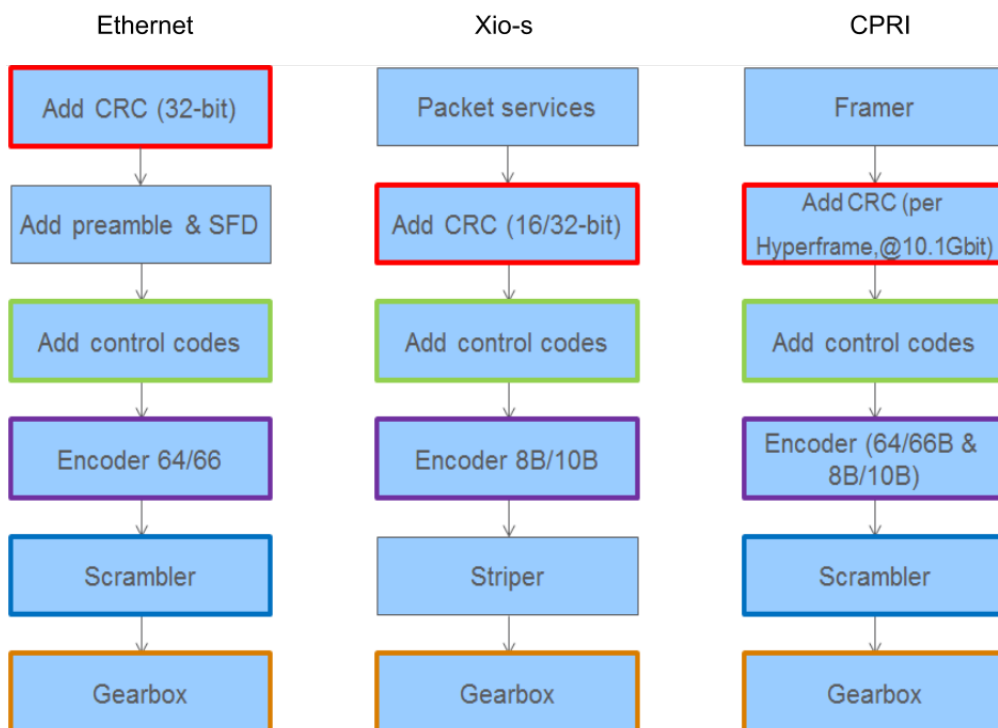 Ethernet
Xio-s
CPRI
Add CRC (32-bit)
Packet services
Framer
Add preamble & SFD
Add CRC (16/32-bit)
Add CRC (per
Hyperframe,@10.1Gbit)
Add control codes
Add control codes
Add control codes
Encoder 64/66
Encoder 8B/10B
Encoder (64/66B &
8B/10B)
Scrambler
Striper
Scrambler
Gearbox
Gearbox
Gearbox